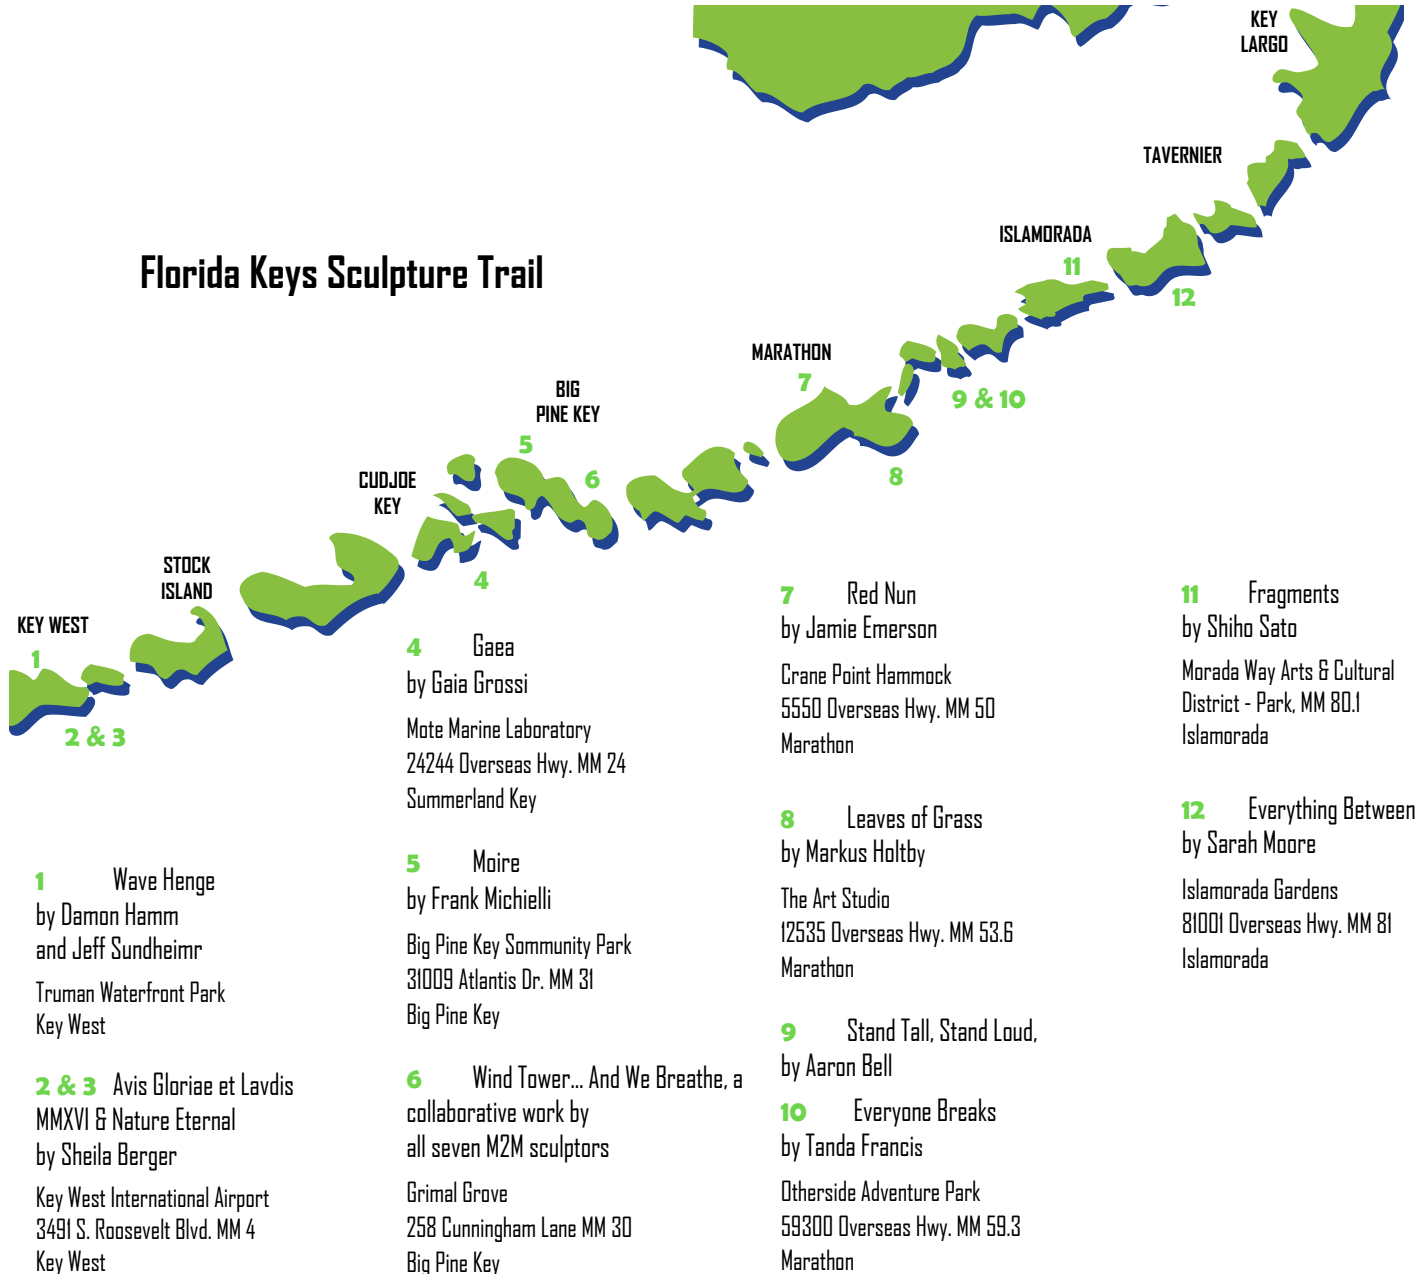 KEY
LARGO
TAVERNIER
ISLAMORADA
11
12
Florida Keys Sculpture Trail
MARATHON
7
9 & 10
8
BIG
PINE KEY
5
6
CUDJOE
KEY
4
STOCK
ISLAND
KEY WEST
1
2 & 3
1 Wave Henge
by Damon Hamm
and Jeff Sundheimr
Truman Waterfront Park
Key West
2 & 3 Avis Gloriae et Lavdis
MMXVI & Nature Eternal
by Sheila Berger
Key West International Airport
3491 S. Roosevelt Blvd. MM 4
Key West
4 Gaea
by Gaia Grossi
Mote Marine Laboratory
24244 Overseas Hwy. MM 24
Summerland Key
5 Moire
by Frank Michielli
Big Pine Key Sommunity Park
31009 Atlantis Dr. MM 31
Big Pine Key
6 Wind Tower... And We Breathe, a
collaborative work by
all seven M2M sculptors
Grimal Grove
258 Cunningham Lane MM 30
Big Pine Key
7 Red Nun
by Jamie Emerson
Crane Point Hammock
5550 Overseas Hwy. MM 50
Marathon
8 Leaves of Grass
by Markus Holtby
The Art Studio
12535 Overseas Hwy. MM 53.6
Marathon
9 Stand Tall, Stand Loud,
by Aaron Bell
10 Everyone Breaks
by Tanda Francis
Otherside Adventure Park
59300 Overseas Hwy. MM 59.3
Marathon
11 Fragments
by Shiho Sato
Morada Way Arts & Cultural
District - Park, MM 80.1
Islamorada
12 Everything Between
by Sarah Moore
Islamorada Gardens
81001 Overseas Hwy. MM 81
Islamorada